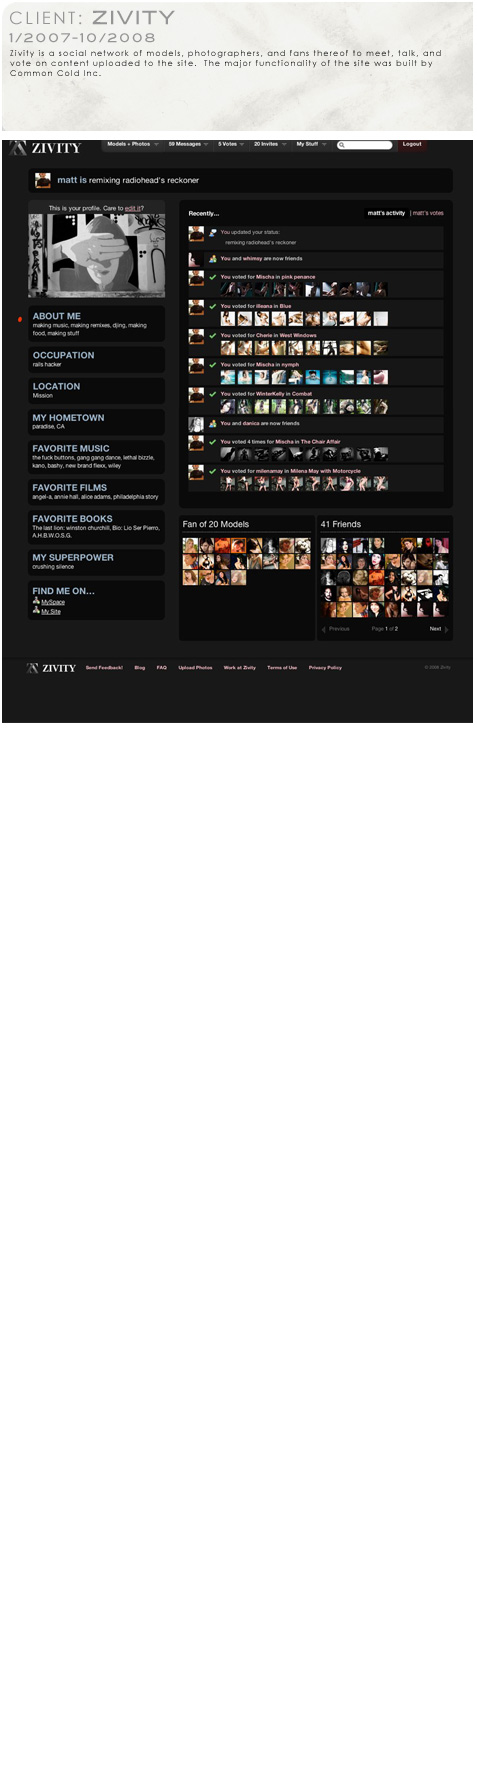 CLIENT: ZIVITY
1/2007-10/2008
Zivity is a social network of models, photographers, and fans thereof to meet, talk, and
vote on content uploaded to the site. The major functionality of the site was built by
Common Cold Inc.
ZIVITY
Models + Photos
59 Messages
5 Votes
20 Invites
My Stuff
Logout
matt is remixing radiohead's reckoner
This is your profile. Care to edit it?
ABOUT ME
making music, making remixes, djing, making
food, making stuff
OCCUPATION
rails hacker
LOCATION
Mission
MY HOMETOWN
paradise, CA
FAVORITE MUSIC
the fuck buttons, gang gang dance, lethal bizzle,
kano, bashy, new brand flexx, wiley
FAVORITE FILMS
angel-a, annie hall, alice adams, philadelphia story
FAVORITE BOOKS
The last lion: winston churchill, Bio: Lio Ser Pierro,
A.H.B.W.O.S.G.
MY SUPERPOWER
crushing silence
FIND ME ON...
MySpace
My Site
Recently...
matt's activity | matt's votes
You updated your status:
remixing radiohead's reckoner
You and whimsy are now friends
You voted for Mischa in pink penance
You voted for ileana in Blue
You voted for Cherie in West Windows
You voted for Mischa in nymph
You voted for WinterKelly in Combat
You and danica are now friends
You voted 4 times for Mischa in The Chair Affair
You voted for milenamay in Milena May with Motorcycle
Fan of 20 Models
41 Friends
Previous
Page 1 of 2
Next
ZIVITY
Send Feedback!
Blog
FAQ
Upload Photos
Work at Zivity
Terms of Use
Privacy Policy
© 2008 Zivity